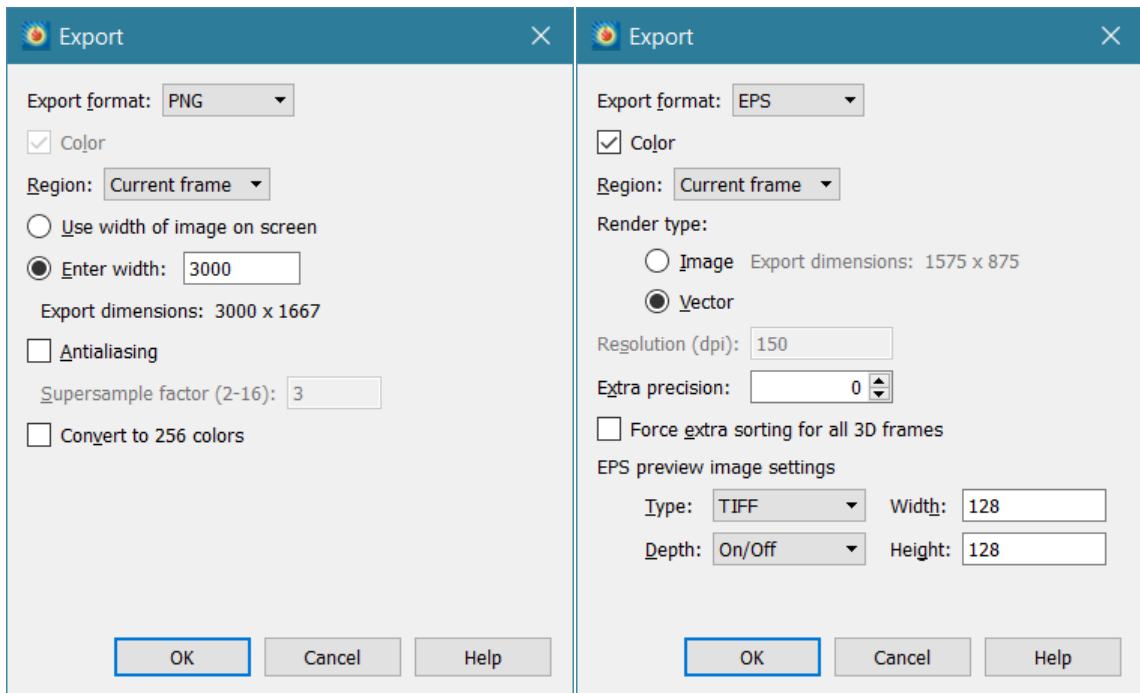 Export
Export format: PNG
Color
Region: Current frame
Use width of image on screen
Enter width: 3000
Export dimensions: 3000 x 1667
Antialiasing
Supersample factor (2-16): 3
Convert to 256 colors
OK Cancel Help
Export
Export format: EPS
Color
Region: Current frame
Render type:
Image Export dimensions: 1575 x 875
Vector
Resolution (dpi): 150
Extra precision: 0
Force extra sorting for all 3D frames
EPS preview image settings
Type: TIFF Width: 128
Depth: On/Off Height: 128
OK Cancel Help